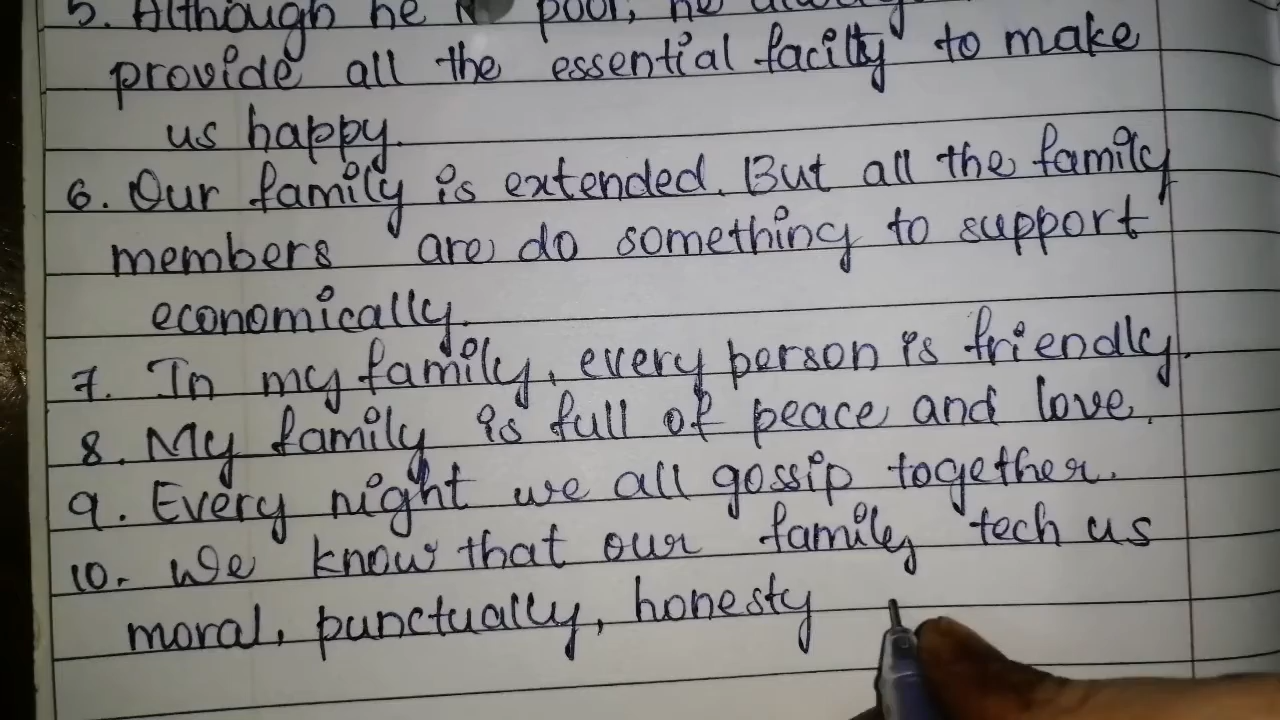 5. Although he poor, he
provide all the essential facilty to make
us happy.
6. Our family is extended. But all the family
members are do something to support
economically.
7. In my family, every person is friendly.
8. My family is full of peace and love.
9. Every night we all gossip together.
10. We know that our family tech us
moral, punctually, honesty